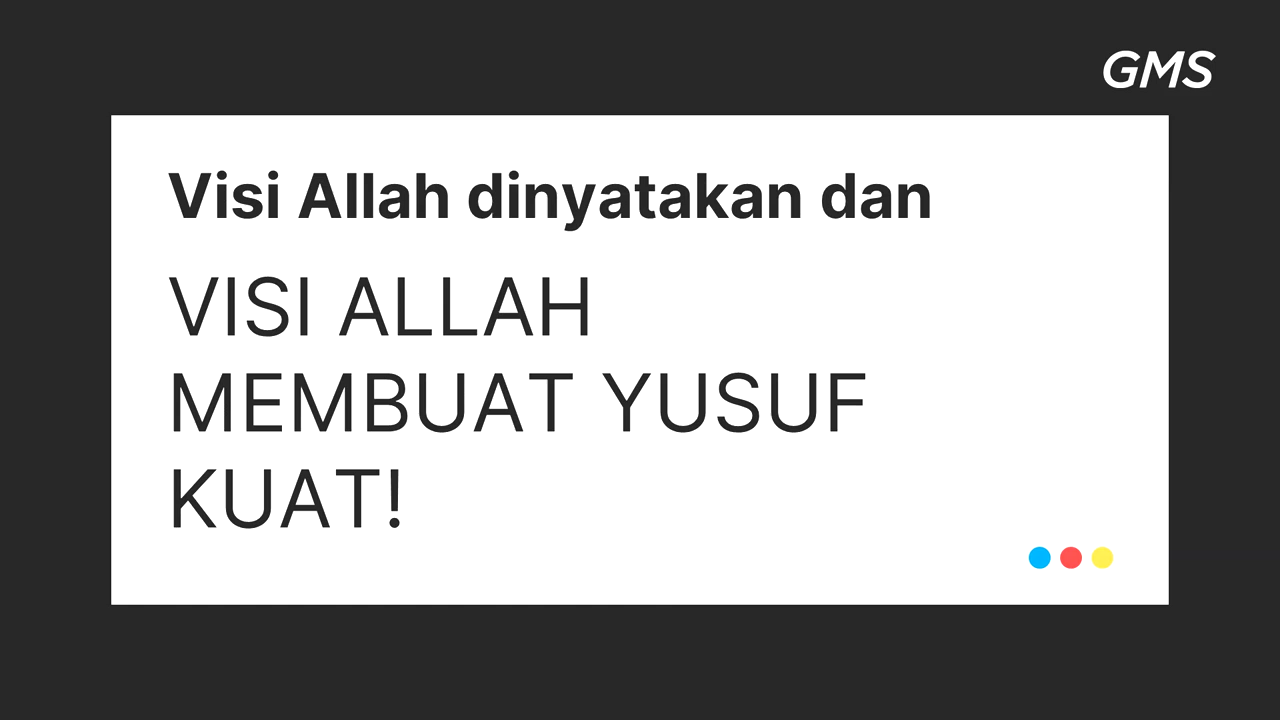 GMS
Visi Allah dinyatakan dan
VISI ALLAH
MEMBUAT YUSUF
KUAT!